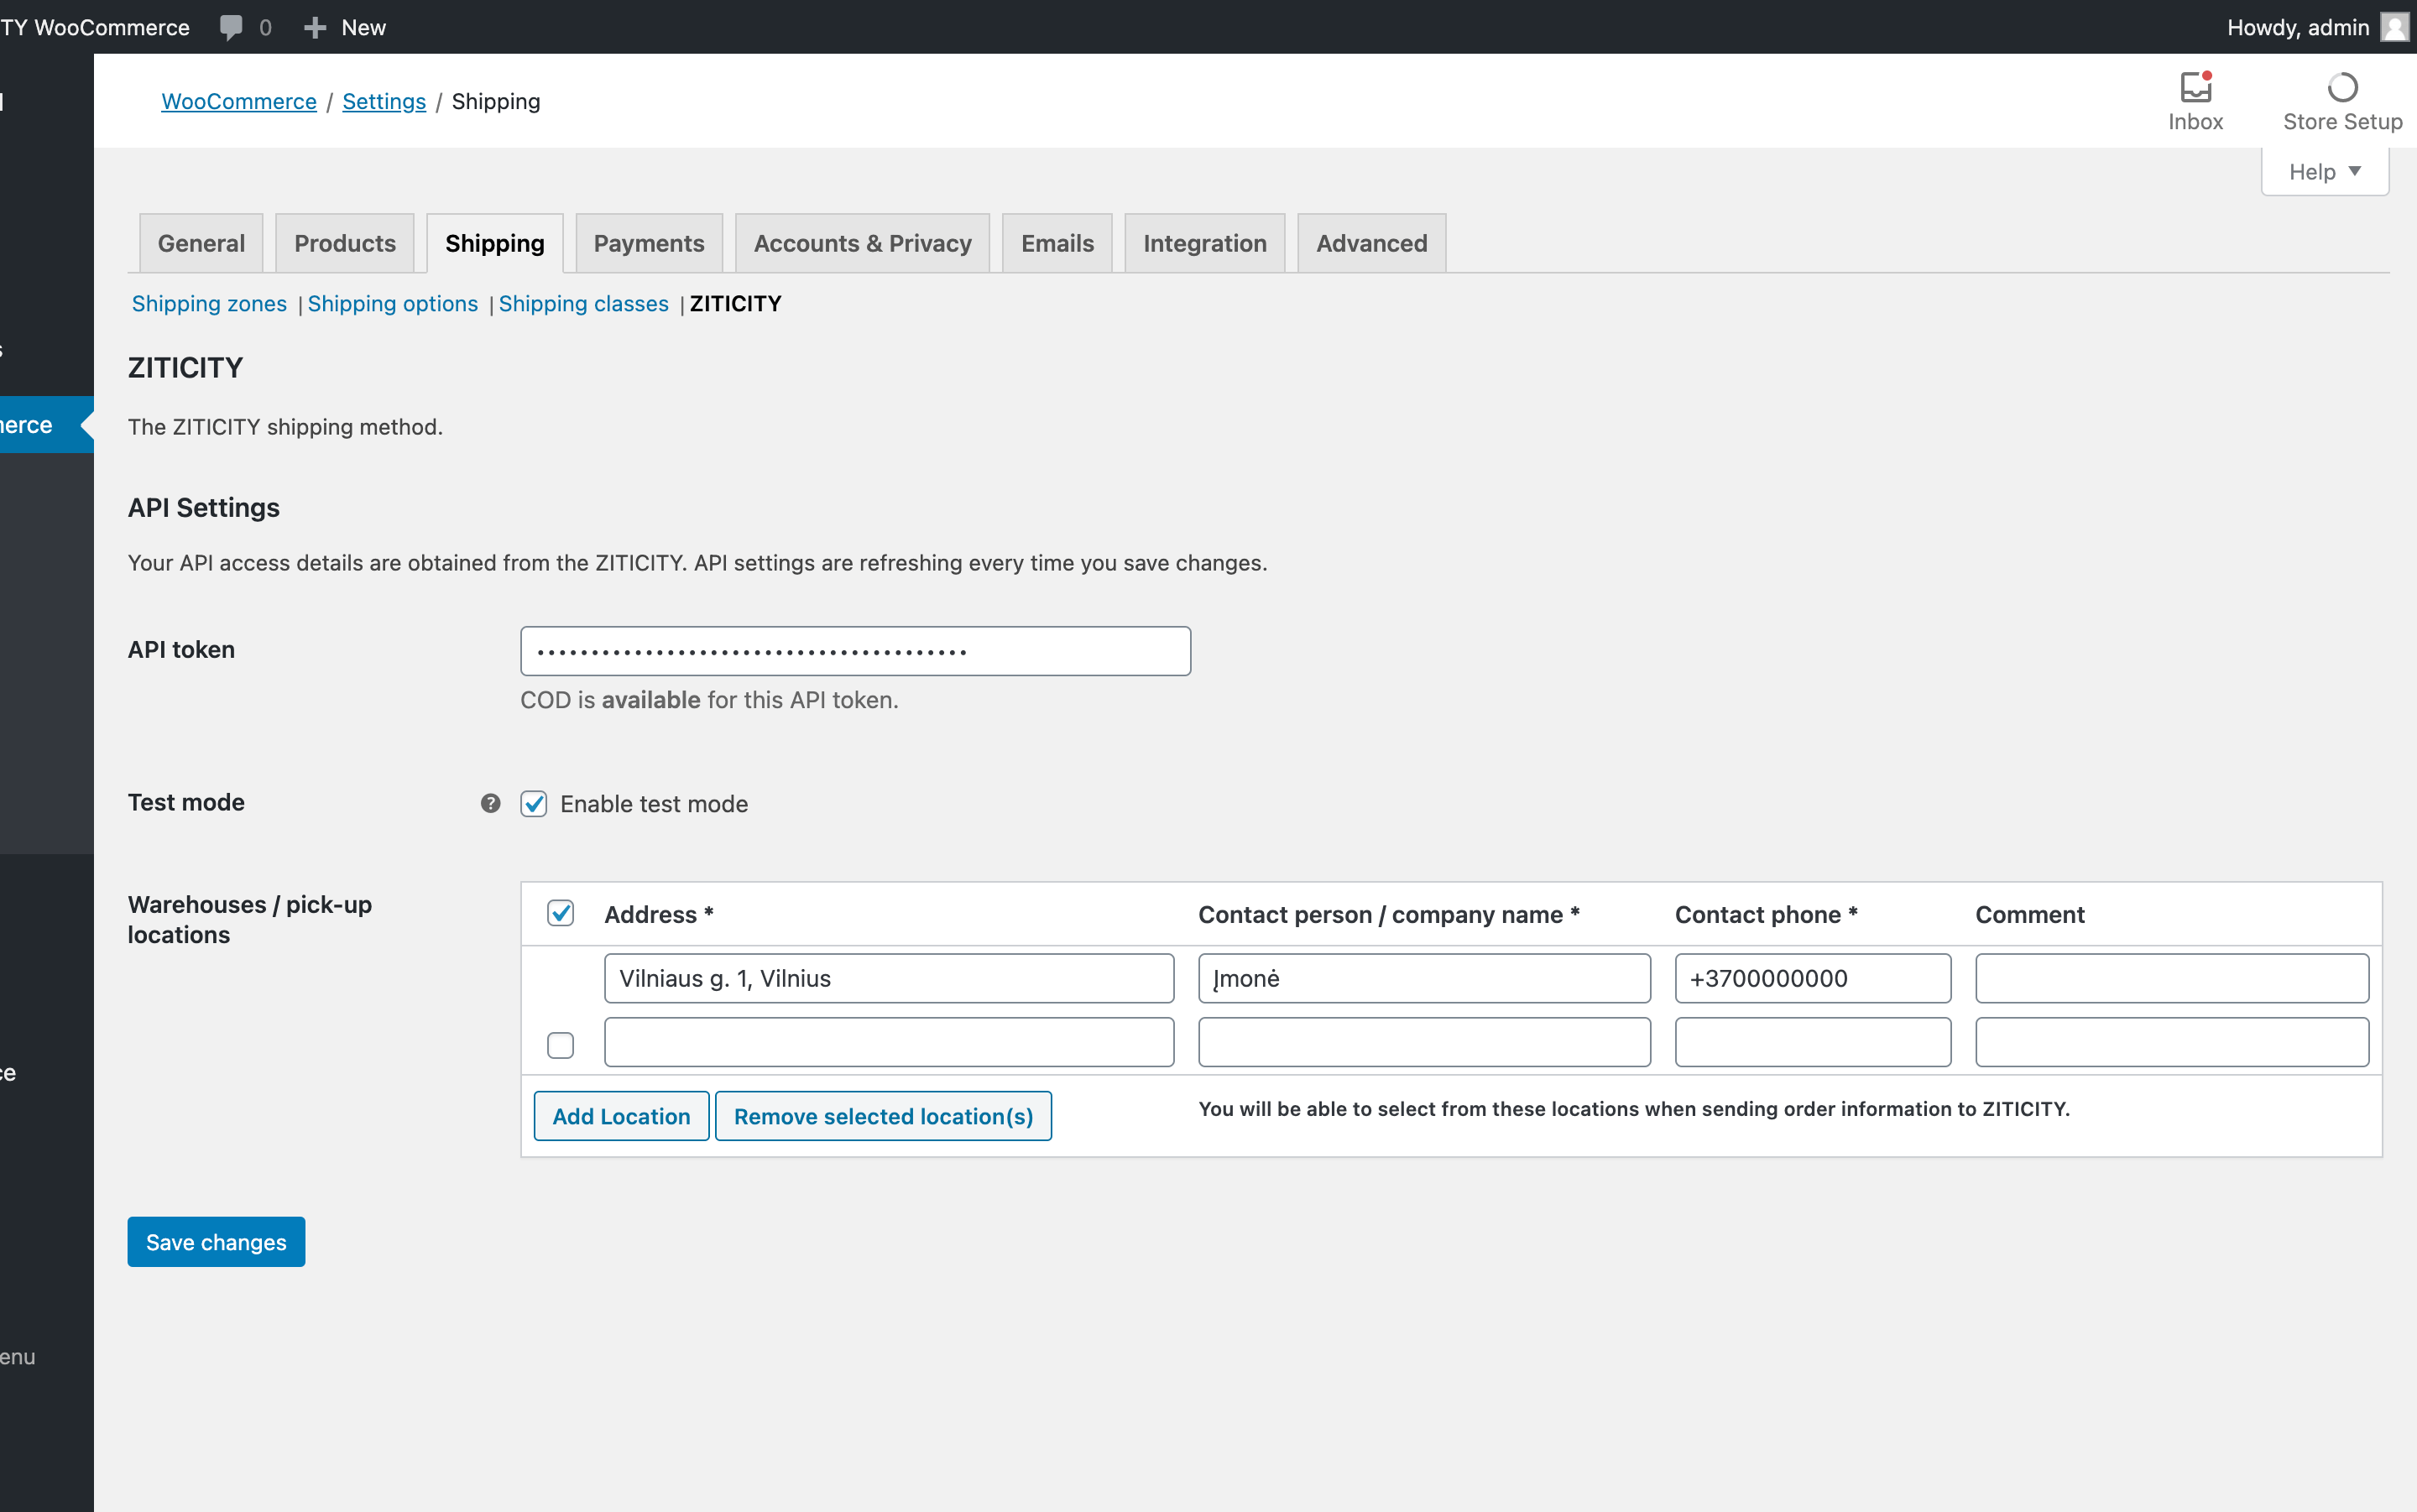 TY WooCommerce 0 New Howdy, admin
WooCommerce / Settings / Shipping
Inbox Store Setup
Help
General Products Shipping Payments Accounts & Privacy Emails Integration Advanced
Shipping zones | Shipping options | Shipping classes | ZITICITY
ZITICITY
The ZITICITY shipping method.
API Settings
Your API access details are obtained from the ZITICITY. API settings are refreshing every time you save changes.
API token
COD is available for this API token.
Test mode ? Enable test mode
Warehouses / pick-up
locations
Address * Contact person / company name * Contact phone * Comment
Vilniaus g. 1, Vilnius Įmonė +3700000000
Add Location Remove selected location(s) You will be able to select from these locations when sending order information to ZITICITY.
Save changes
nerce
ce
enu